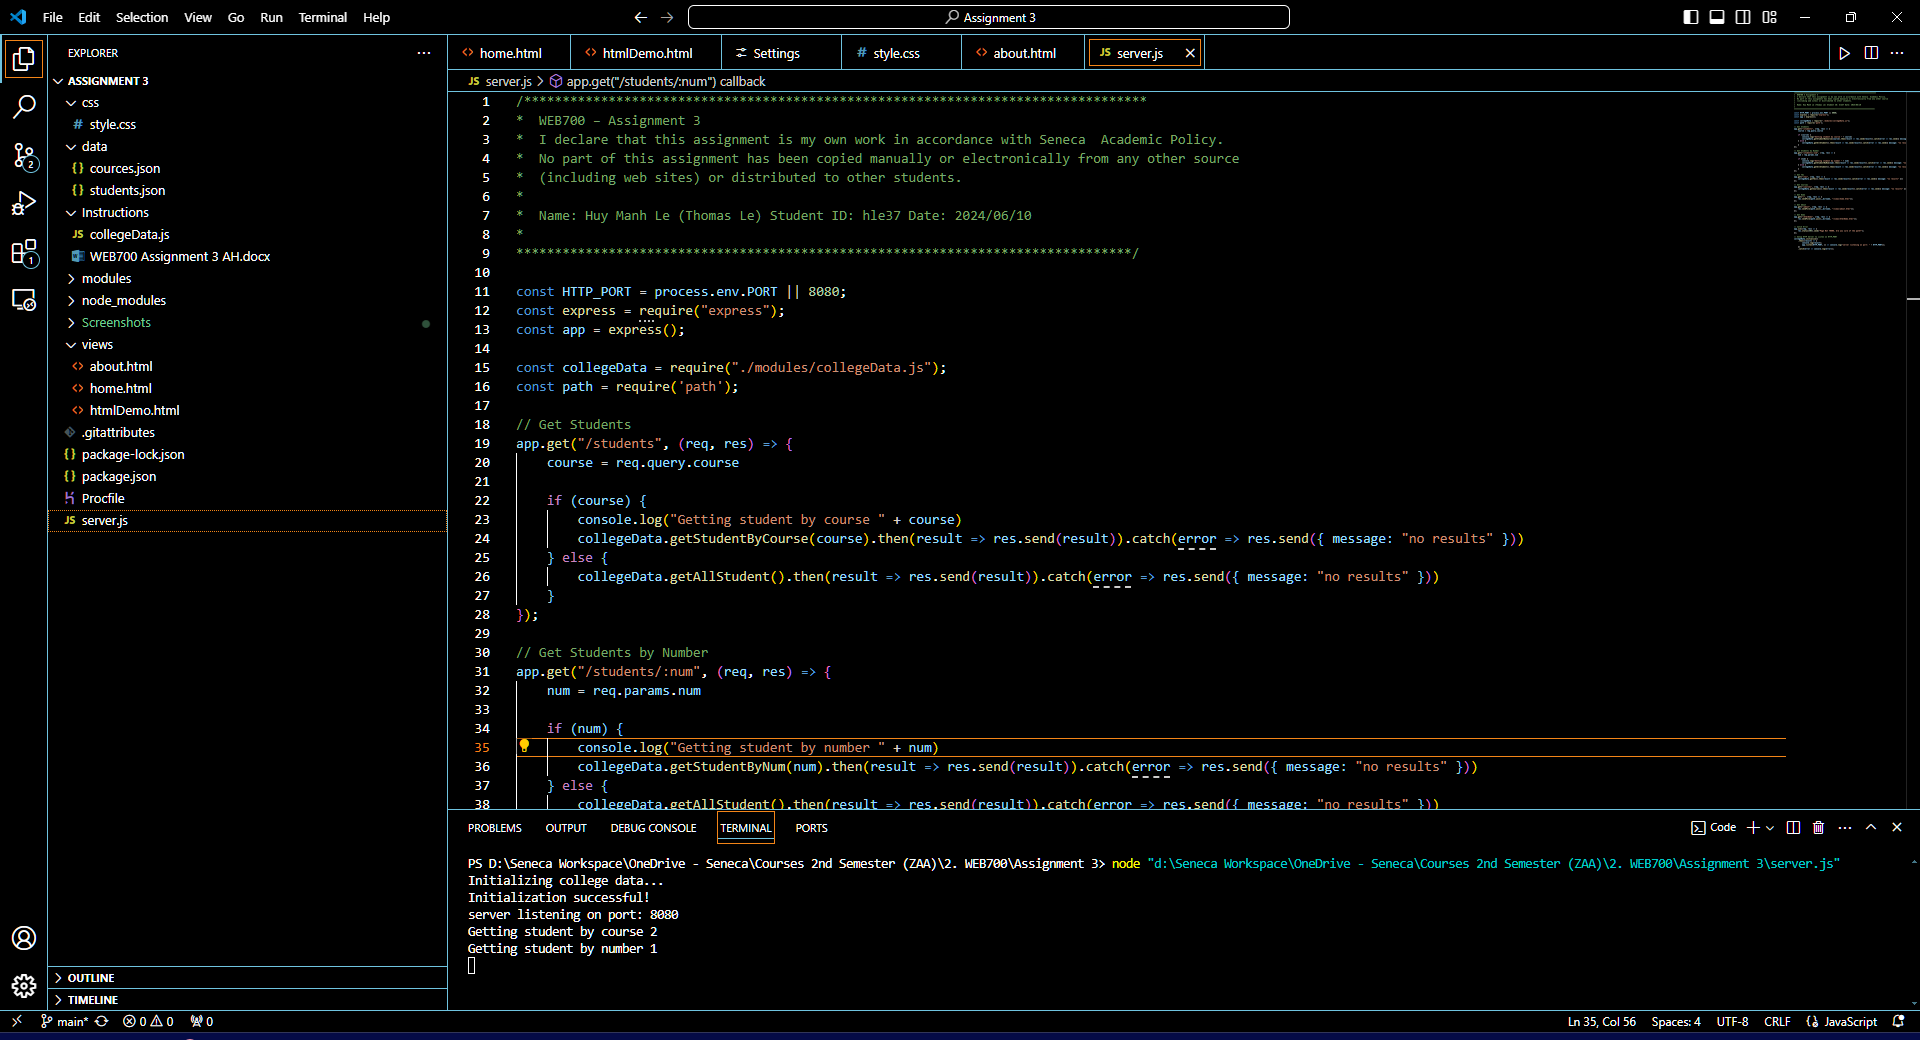 File Edit Selection View Go Run Terminal Help
Assignment 3
EXPLORER
ASSIGNMENT 3
css
# style.css
data
{} cources.json
{} students.json
Instructions
JS collegeData.js
WEB700 Assignment 3 AH.docx
modules
node_modules
Screenshots
views
<> about.html
<> home.html
<> htmlDemo.html
.gitattributes
{} package-lock.json
{} package.json
Procfile
JS server.js
OUTLINE
TIMELINE
2
1
<> home.html <> htmlDemo.html Settings # style.css <> about.html JS server.js
JS server.js > app.get("/students/:num") callback
1 /*********************************************************************************
2 *  WEB700 – Assignment 3
3 *  I declare that this assignment is my own work in accordance with Seneca  Academic Policy.
4 *  No part of this assignment has been copied manually or electronically from any other source
5 *  (including web sites) or distributed to other students.
6 *
7 *  Name: Huy Manh Le (Thomas Le) Student ID: hle37 Date: 2024/06/10
8 *
9 ********************************************************************************/
10
11 const HTTP_PORT = process.env.PORT || 8080;
12 const express = require("express");
13 const app = express();
14
15 const collegeData = require("./modules/collegeData.js");
16 const path = require('path');
17
18 // Get Students
19 app.get("/students", (req, res) => {
20     course = req.query.course
21
22     if (course) {
23         console.log("Getting student by course " + course)
24         collegeData.getStudentByCourse(course).then(result => res.send(result)).catch(error => res.send({ message: "no results" }))
25     } else {
26         collegeData.getAllStudent().then(result => res.send(result)).catch(error => res.send({ message: "no results" }))
27     }
28 });
29
30 // Get Students by Number
31 app.get("/students/:num", (req, res) => {
32     num = req.params.num
33
34     if (num) {
35         console.log("Getting student by number " + num)
36         collegeData.getStudentByNum(num).then(result => res.send(result)).catch(error => res.send({ message: "no results" }))
37     } else {
38         collegeData.getAllStudent().then(result => res.send(result)).catch(error => res.send({ message: "no results" }))
PROBLEMS OUTPUT DEBUG CONSOLE TERMINAL PORTS
Code
PS D:\Seneca Workspace\OneDrive - Seneca\Courses 2nd Semester (ZAA)\2. WEB700\Assignment 3> node "d:\Seneca Workspace\OneDrive - Seneca\Courses 2nd Semester (ZAA)\2. WEB700\Assignment 3\server.js"
Initializing college data...
Initialization successful!
server listening on port: 8080
Getting student by course 2
Getting student by number 1
main* 0 0 0
Ln 35, Col 56 Spaces: 4 UTF-8 CRLF {} JavaScript